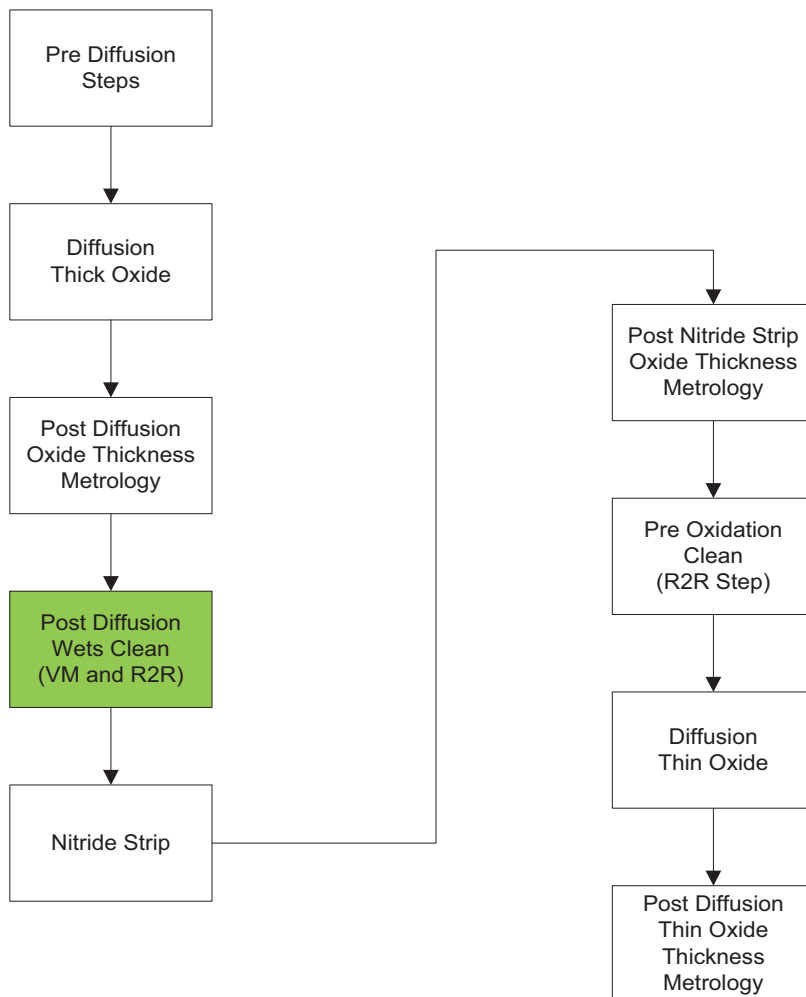 Pre Diffusion
Steps
Diffusion
Thick Oxide
Post Diffusion
Oxide Thickness
Metrology
Post Diffusion
Wets Clean
(VM and R2R)
Nitride Strip
Post Nitride Strip
Oxide Thickness
Metrology
Pre Oxidation
Clean
(R2R Step)
Diffusion
Thin Oxide
Post Diffusion
Thin Oxide
Thickness
Metrology